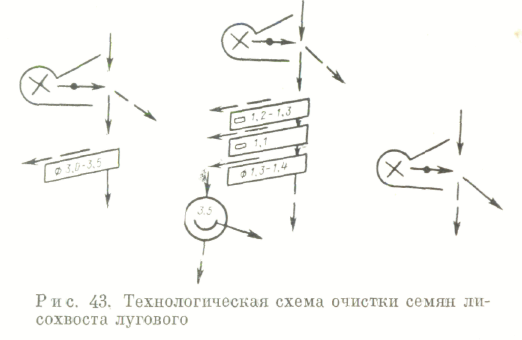 1,2-1,3
1,1
ø 3,0-3,5
ø 1,3-1,4
3,5
Рис. 43. Технологическая схема очистки семян ли-
сохвоста лугового